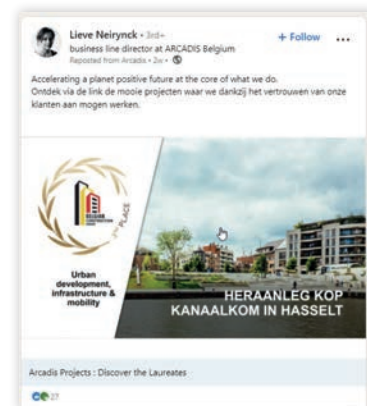 Lieve Neirynck • 3rd+
+ Follow ...
business line director at ARCADIS Belgium
Reposted from Arcadis • 2w •
Accelerating a planet positive future at the core of what we do.
Ontdek via de link de mooie projecten waar we dankzij het vertrouwen van onze
klanten aan mogen werken.
BELGIAN
CONSTRUCTION
PLACE
Urban
development,
infrastructure &
mobility
HERAANLEG KOP
KANAALKOM IN HASSELT
Arcadis Projects : Discover the Laureates
27